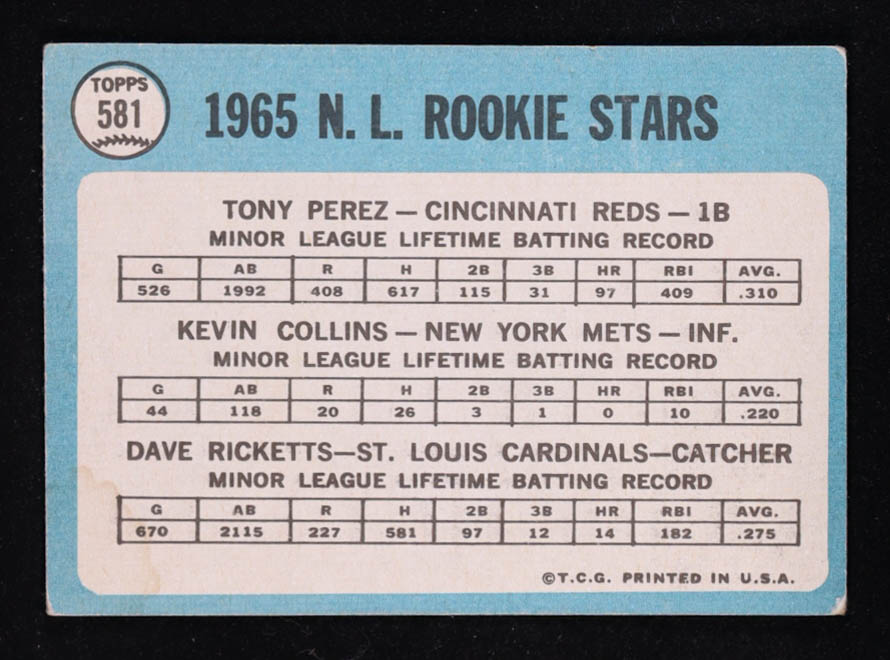 TOPPS
581
1965 N. L. ROOKIE STARS
TONY PEREZ — CINCINNATI REDS — 1B
MINOR LEAGUE LIFETIME BATTING RECORD
G AB R H 2B 3B HR RBI AVG.
526 1992 408 617 115 31 97 409 .310
KEVIN COLLINS — NEW YORK METS — INF.
MINOR LEAGUE LIFETIME BATTING RECORD
G AB R H 2B 3B HR RBI AVG.
44 118 20 26 3 1 0 10 .220
DAVE RICKETTS—ST. LOUIS CARDINALS—CATCHER
MINOR LEAGUE LIFETIME BATTING RECORD
G AB R H 2B 3B HR RBI AVG.
670 2115 227 581 97 12 14 182 .275
©T.C.G. PRINTED IN U.S.A.